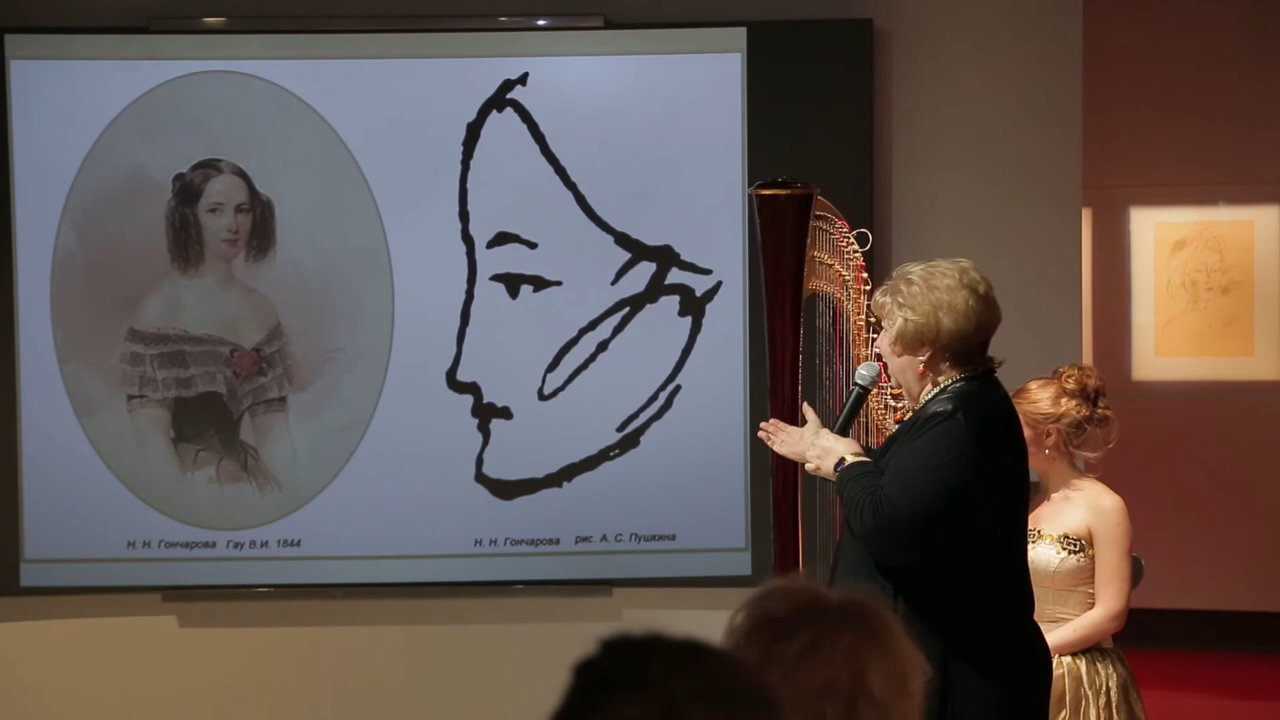 Н. Н. Гончарова Гау В.И. 1844
Н. Н. Гончарова рис. А. С. Пушкина